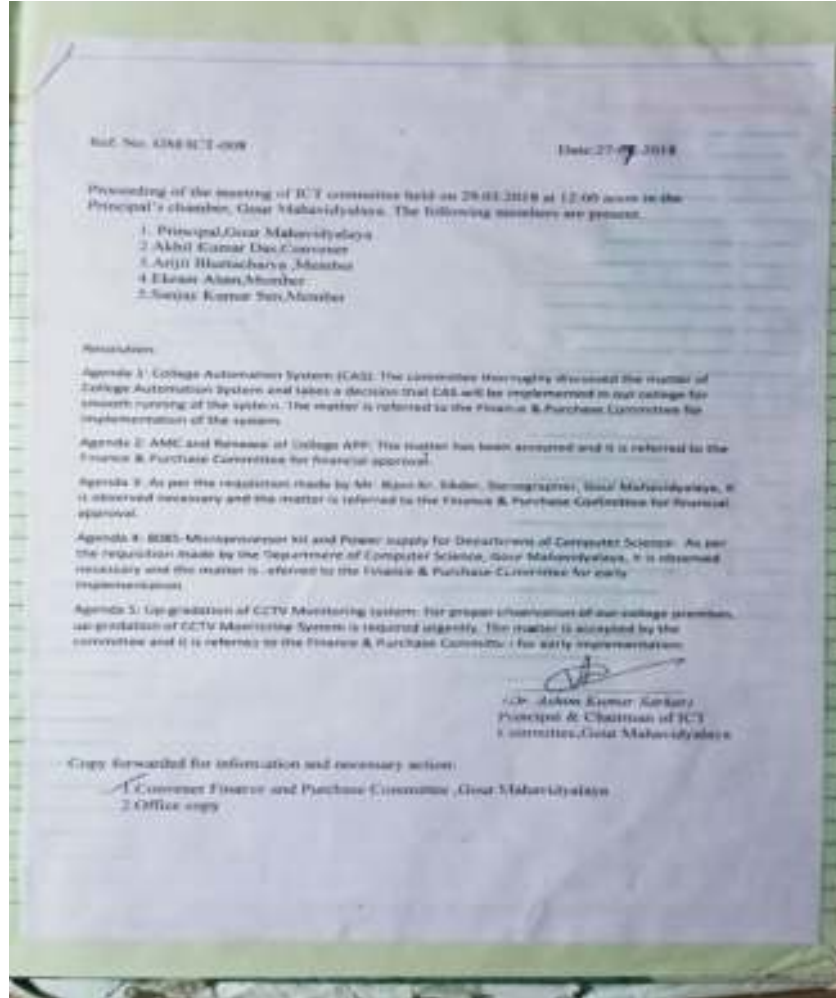 Ref. No. GM/ICT-008
Date:27- -2018
Proceeding of the meeting of ICT committee held on 29.03.2018 at 12:00 noon in the
Principal's chamber, Gour Mahavidyalaya. The following members are present.
1. Principal,Gour Mahavidyalaya
2.Akhil Kumar Das,Convener
3.Arijit Bhattacharya ,Member
4.Ekram ,Member
5.Sanjay Kumar Sen,Member
Resolution:
Agenda 1: College Automation System (CAS): The committee thoroughly discussed the matter of
College Automation System and takes a decision that CAS will be implemented in our college for
smooth running of the system. The matter is referred to the Finance & Purchase Committee for
implementation of the system.
Agenda 2: AMC and Renewal of College APP: The matter has been accepted and it is referred to the
Finance & Purchase Committee for financial approval.
Agenda 3: As per the requisition made by Mr. Kr. Sikder, Stenographer, Gour Mahavidyalaya, it
is observed necessary and the matter is referred to the Finance & Purchase Committee for financial
approval.
Agenda 4: 8085-Microprocessor kit and Power supply for Department of Computer Science: As per
the requisition made by the Department of Computer Science, Gour Mahavidyalaya, it is observed
necessary and the matter is referred to the Finance & Purchase Committee for early
implementation.
Agenda 5: Up-gradation of CCTV Monitoring system: For proper observation of our college premises,
up-gradation of CCTV Monitoring System is required urgently. The matter is accepted by the
committee and it is referred to the Finance & Purchase Committee for early implementation.
(Dr. Ashim Kumar Sarkar)
Principal & Chairman of ICT
Committee,Gour Mahavidyalaya
Copy forwarded for information and necessary action:
1.Convener Finance and Purchase Committee ,Gour Mahavidyalaya
2.Office copy